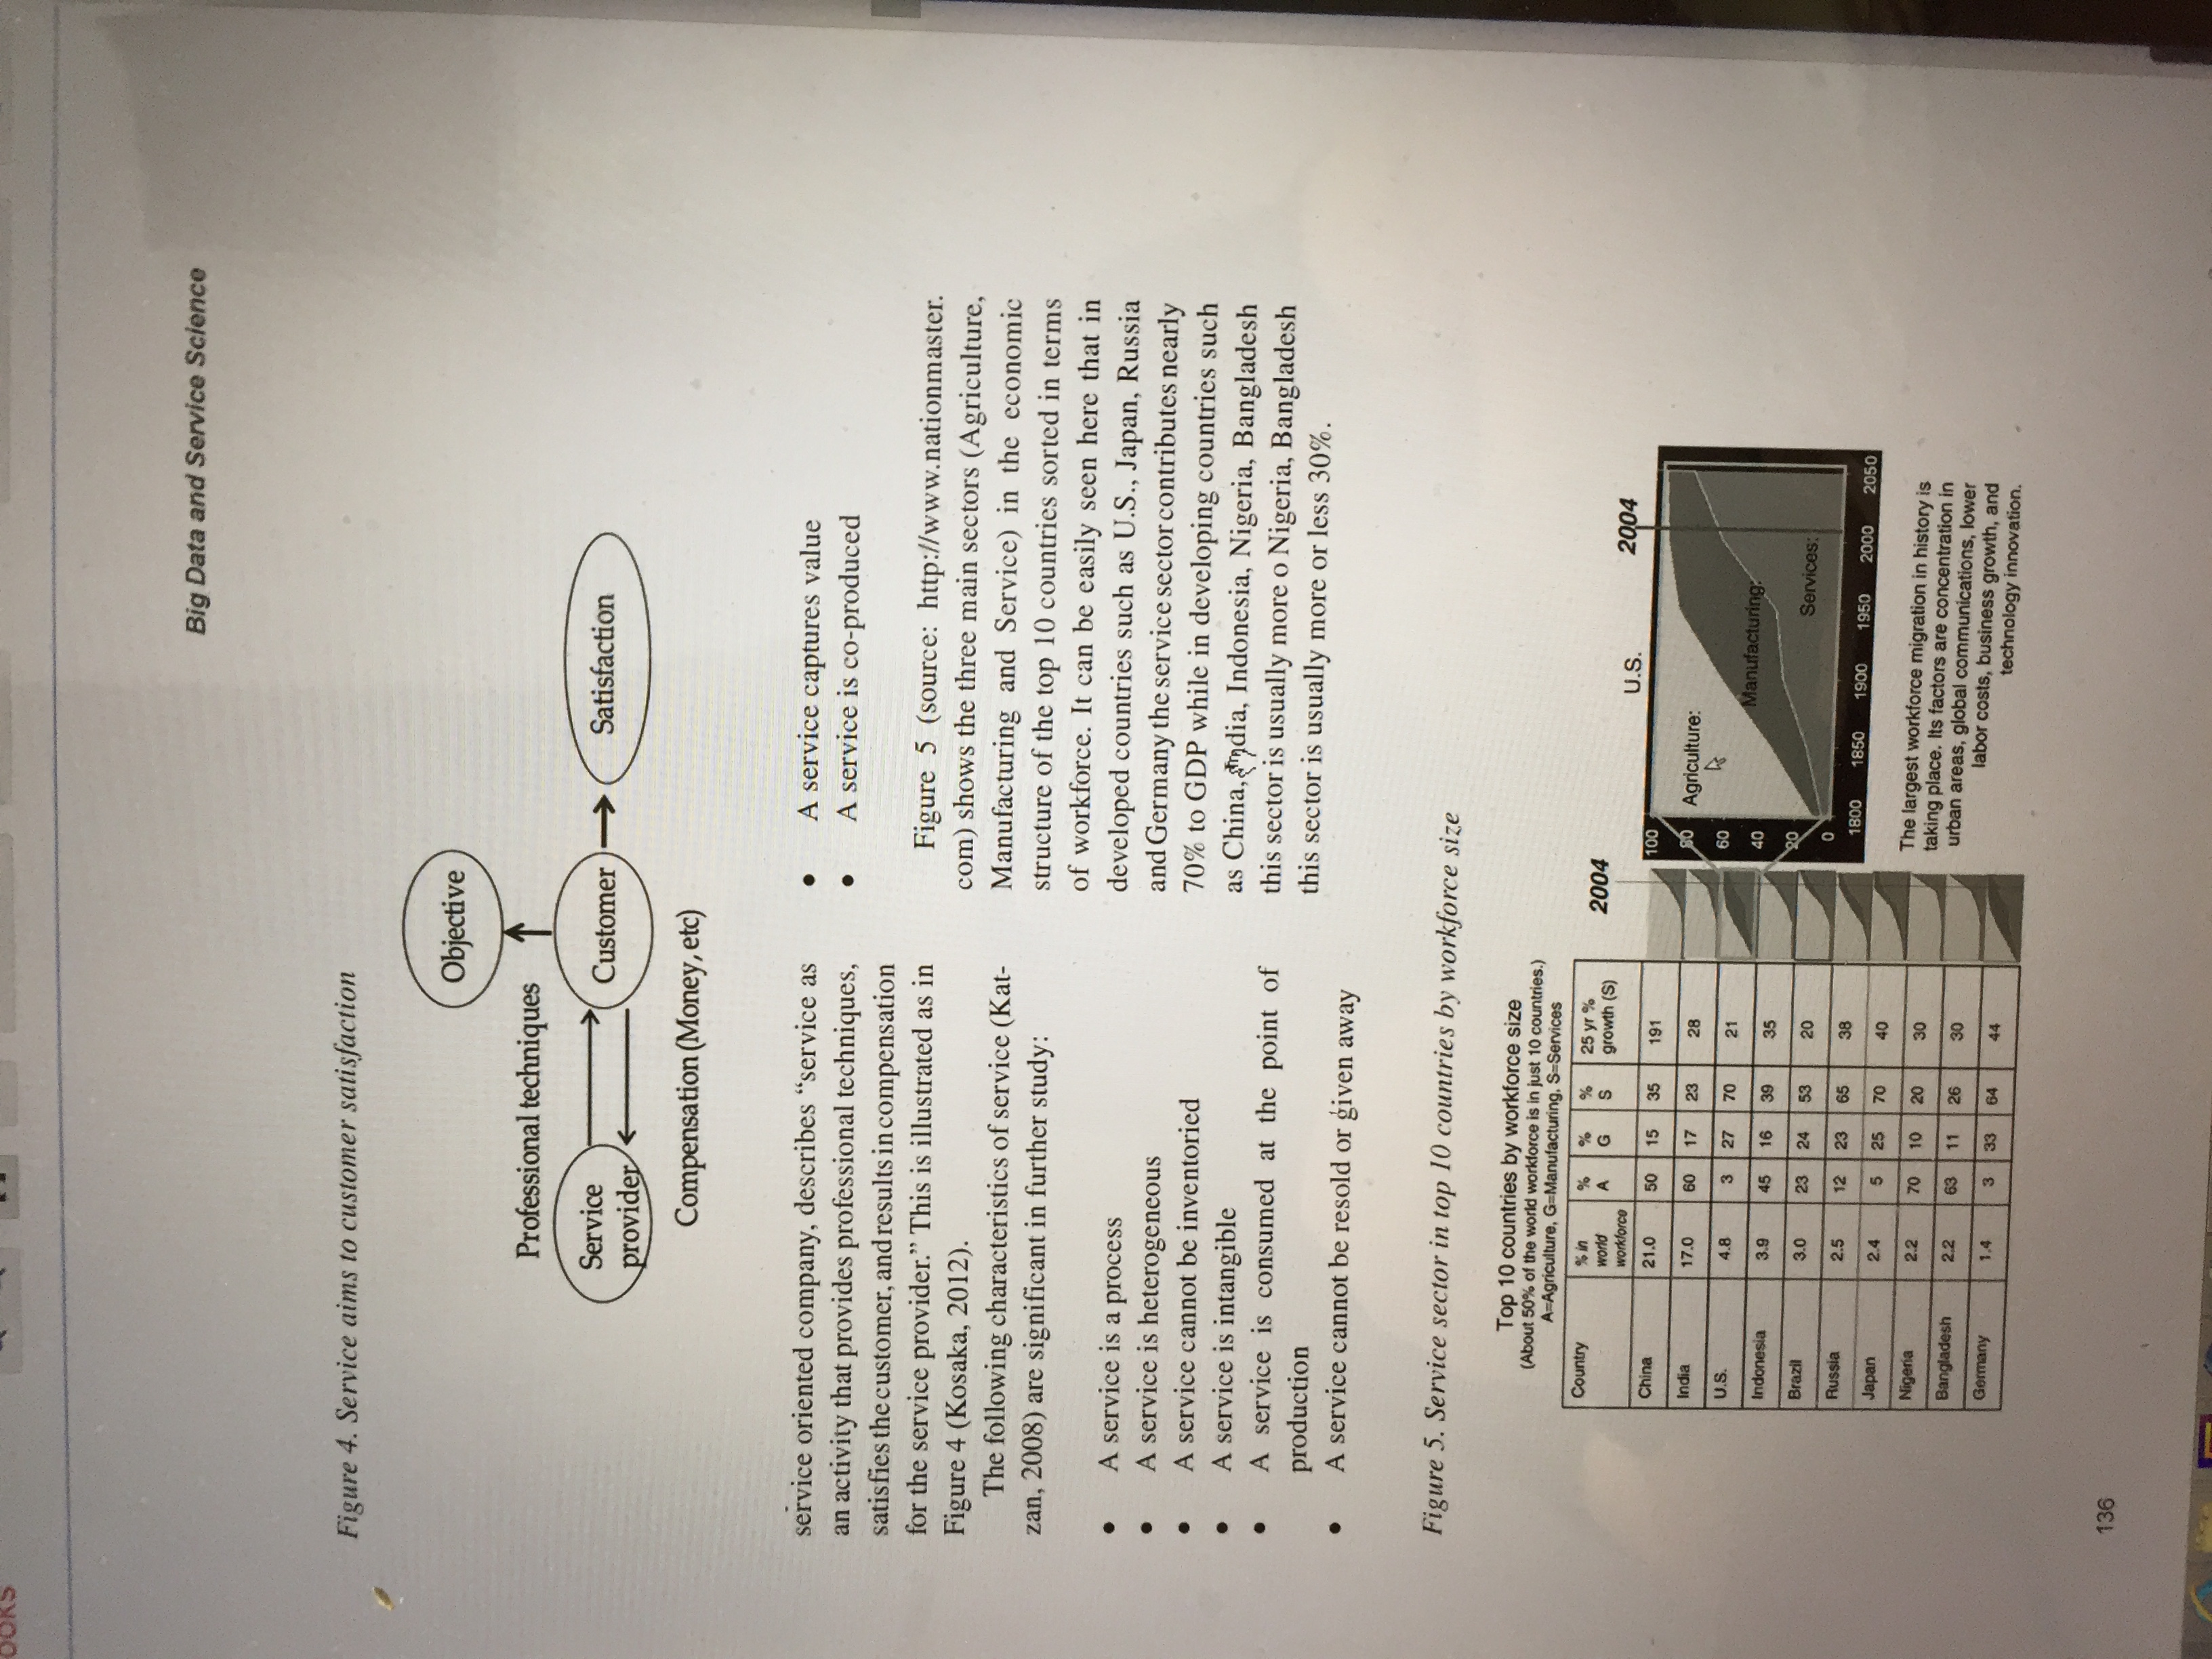 OOKS
Big Data and Service Science
Figure 4. Service aims to customer satisfaction
Objective
Professional techniques
Service
provider
Customer
Satisfaction
Compensation (Money, etc)
service oriented company, describes “service as
an activity that provides professional techniques,
satisfies the customer, and results in compensation
for the service provider.” This is illustrated as in
Figure 4 (Kosaka, 2012).
The following characteristics of service (Kat-
zan, 2008) are significant in further study:
• A service is a process
• A service is heterogeneous
• A service cannot be inventoried
• A service is intangible
• A service is consumed at the point of
production
• A service cannot be resold or given away
• A service captures value
• A service is co-produced
Figure 5 (source: http://www.nationmaster.
com) shows the three main sectors (Agriculture,
Manufacturing and Service) in the economic
structure of the top 10 countries sorted in terms
of workforce. It can be easily seen here that in
developed countries such as U.S., Japan, Russia
and Germany the service sector contributes nearly
70% to GDP while in developing countries such
as China, India, Indonesia, Nigeria, Bangladesh
this sector is usually more o Nigeria, Bangladesh
this sector is usually more or less 30%.
Figure 5. Service sector in top 10 countries by workforce size
Top 10 countries by workforce size
(About 50% of the world workforce is in just 10 countries.)
A=Agriculture, G=Manufacturing, S=Services
Country % in world workforce % A % G % S 25 yr % growth (S)
China 21.0 50 15 35 191
India 17.0 60 17 23 28
U.S. 4.8 3 27 70 21
Indonesia 3.9 45 16 39 35
Brazil 3.0 23 24 53 20
Russia 2.5 12 23 65 38
Japan 2.4 5 25 70 40
Nigeria 2.2 70 10 20 30
Bangladesh 2.2 63 11 26 30
Germany 1.4 3 33 64 44
2004
U.S.
2004
100
80
60
40
20
0
Agriculture:
Manufacturing:
Services:
1800 1850 1900 1950 2000 2050
The largest workforce migration in history is
taking place. Its factors are concentration in
urban areas, global communications, lower
labor costs, business growth, and
technology innovation.
136